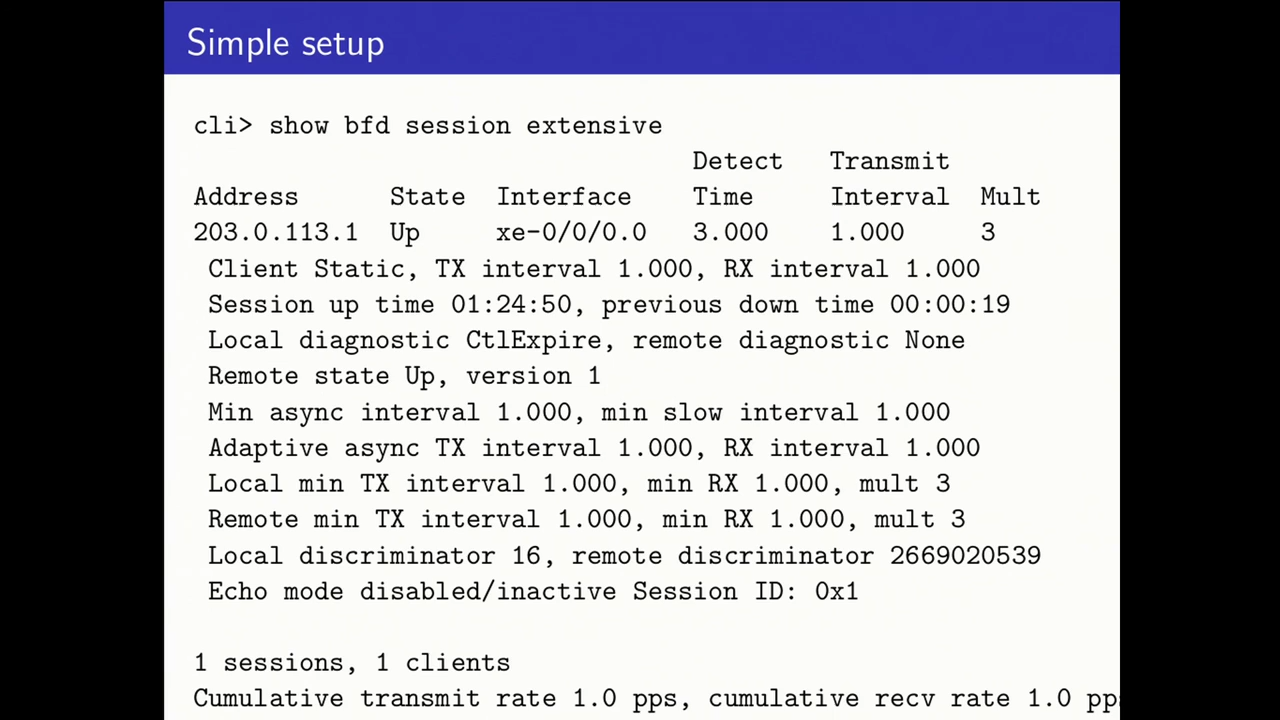 Simple setup
cli> show bfd session extensive
Detect Transmit
Address State Interface Time Interval Mult
203.0.113.1 Up xe-0/0/0.0 3.000 1.000 3
Client Static, TX interval 1.000, RX interval 1.000
Session up time 01:24:50, previous down time 00:00:19
Local diagnostic CtlExpire, remote diagnostic None
Remote state Up, version 1
Min async interval 1.000, min slow interval 1.000
Adaptive async TX interval 1.000, RX interval 1.000
Local min TX interval 1.000, min RX 1.000, mult 3
Remote min TX interval 1.000, min RX 1.000, mult 3
Local discriminator 16, remote discriminator 2669020539
Echo mode disabled/inactive Session ID: 0x1
1 sessions, 1 clients
Cumulative transmit rate 1.0 pps, cumulative recv rate 1.0 pp